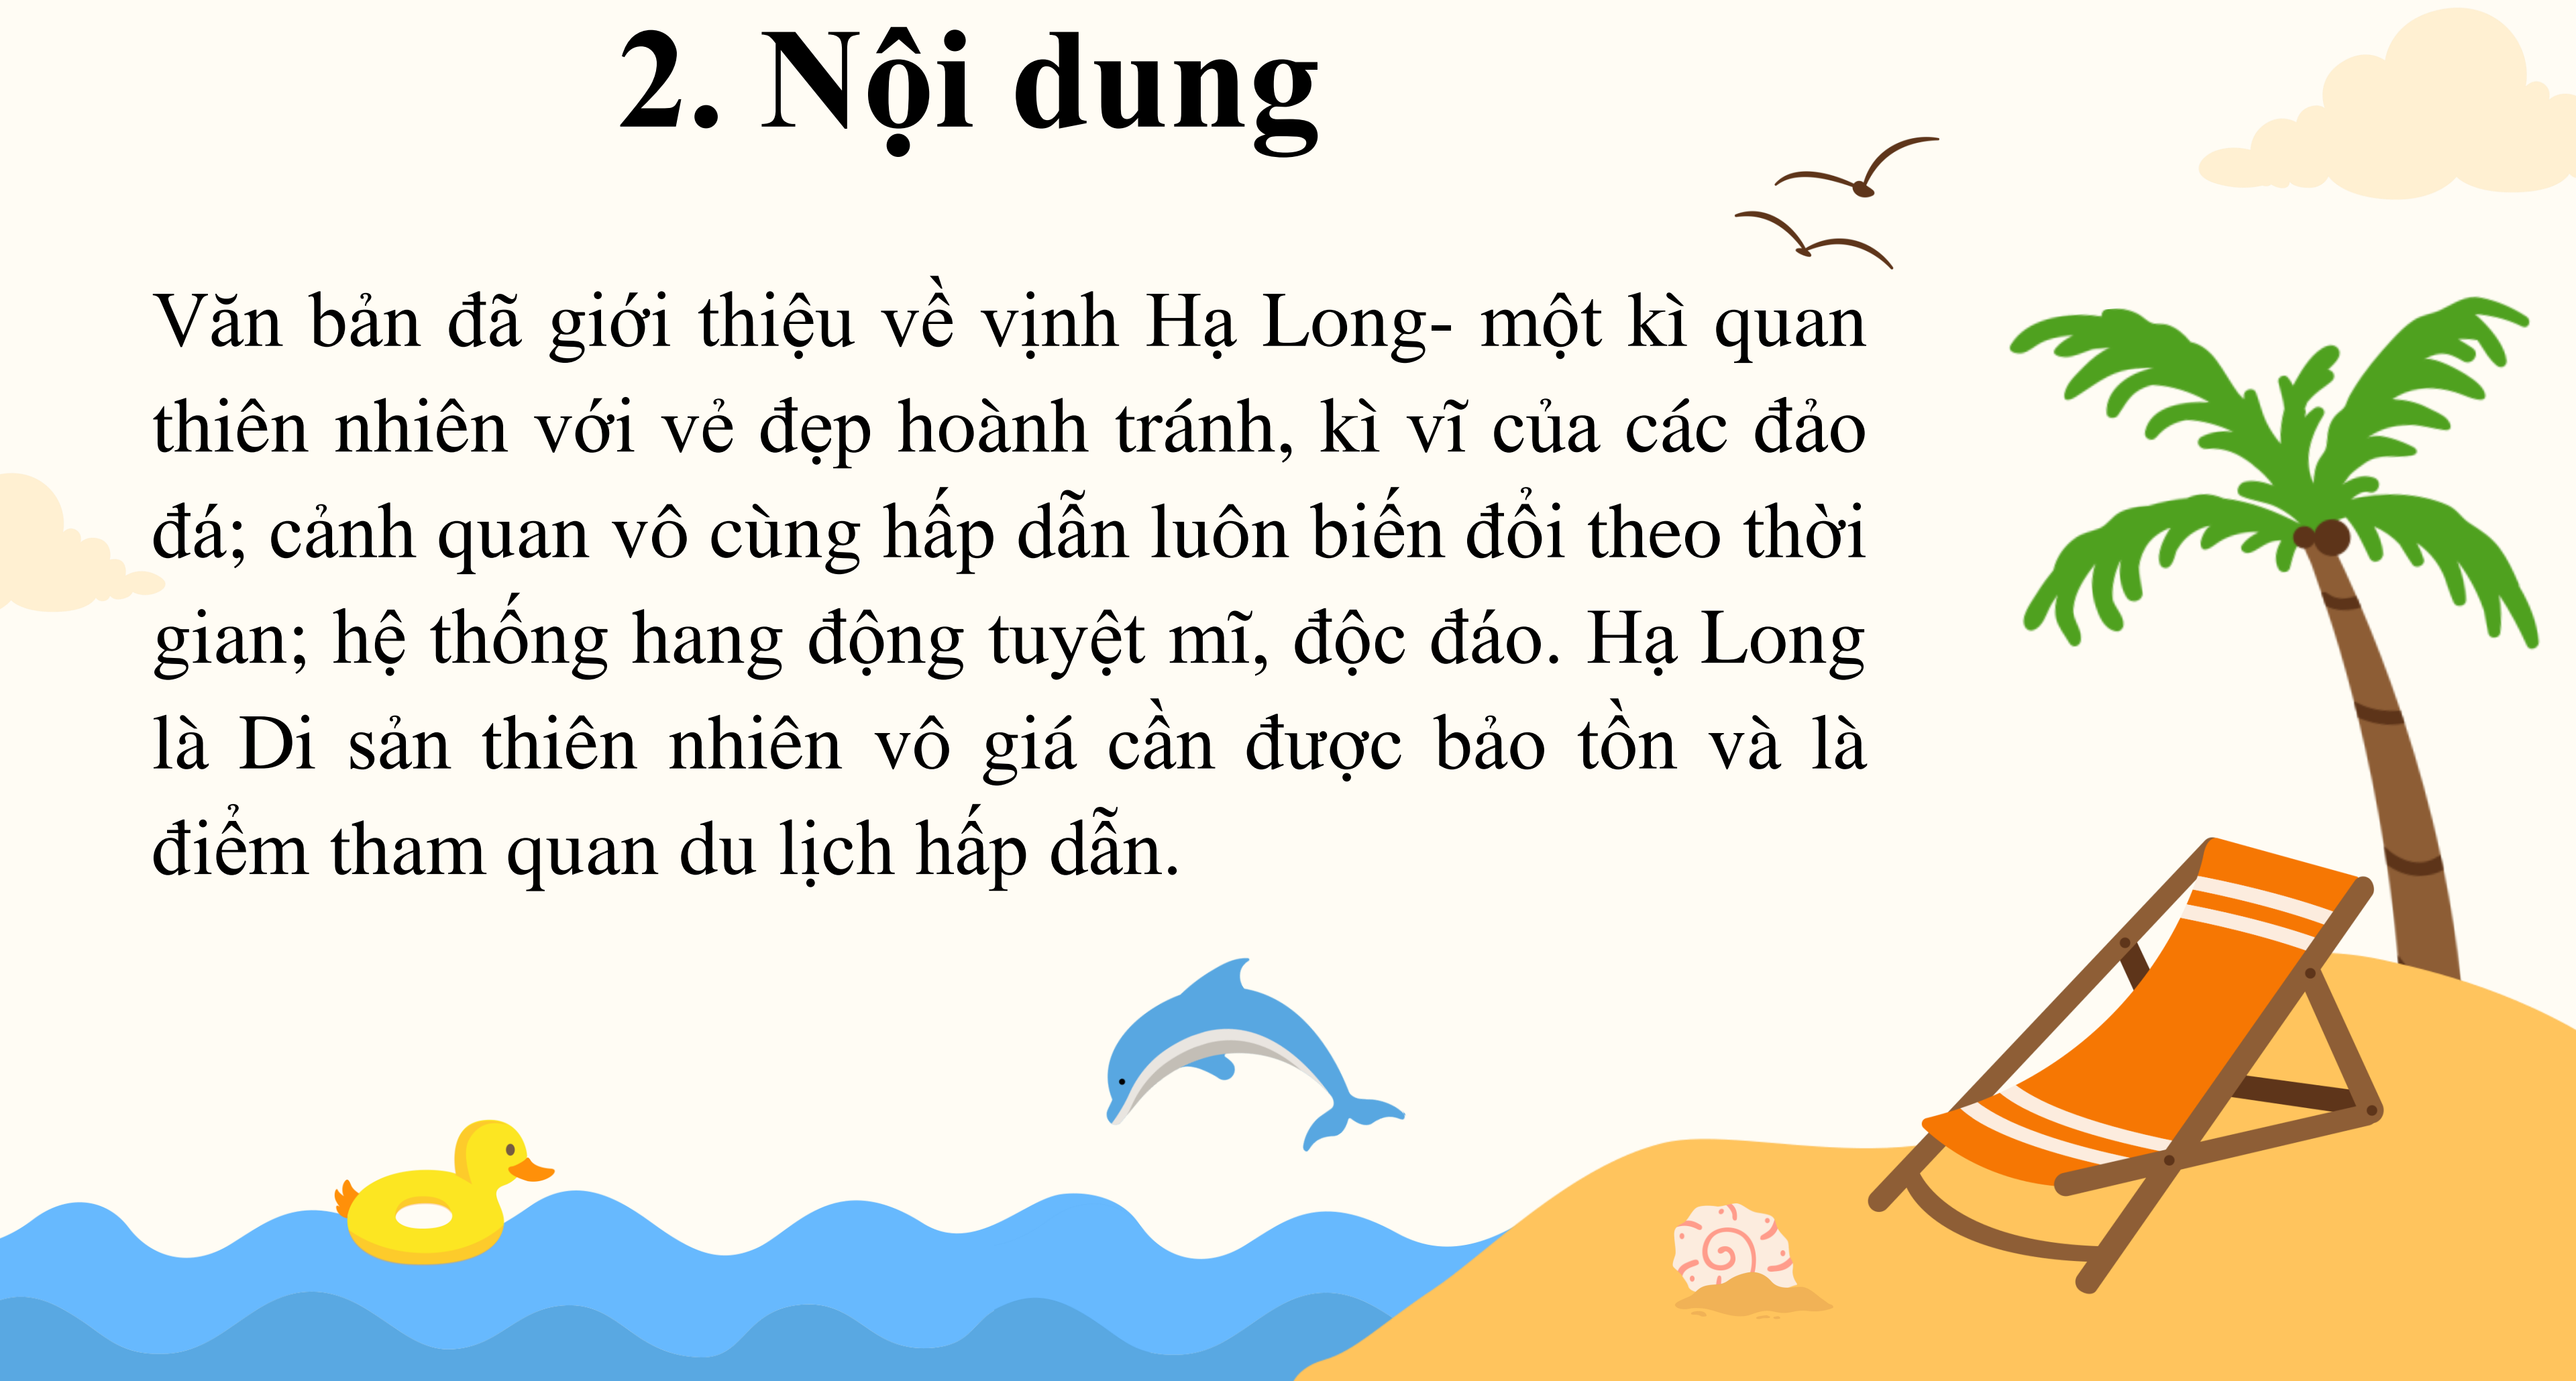 2. Nội dung
Văn bản đã giới thiệu về vịnh Hạ Long- một kì quan
thiên nhiên với vẻ đẹp hoành tránh, kì vĩ của các đảo
đá; cảnh quan vô cùng hấp dẫn luôn biến đổi theo thời
gian; hệ thống hang động tuyệt mĩ, độc đáo. Hạ Long
là Di sản thiên nhiên vô giá cần được bảo tồn và là
điểm tham quan du lịch hấp dẫn.